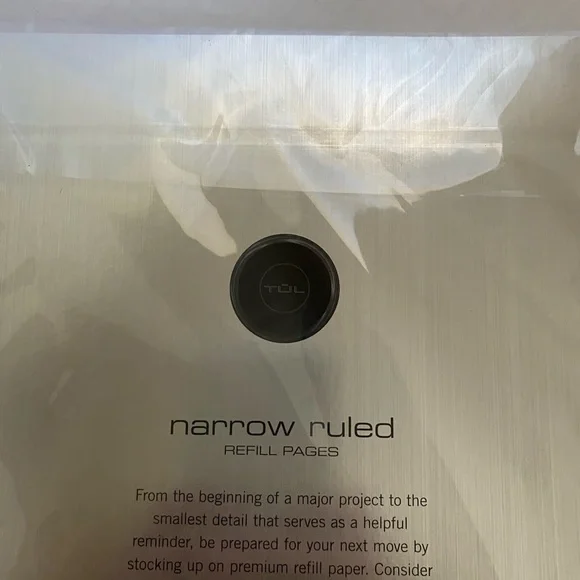 TŪL
narrow ruled
REFILL PAGES
From the beginning of a major project to the
smallest detail that serves as a helpful
reminder, be prepared for your next move by
stocking up on premium refill paper. Consider